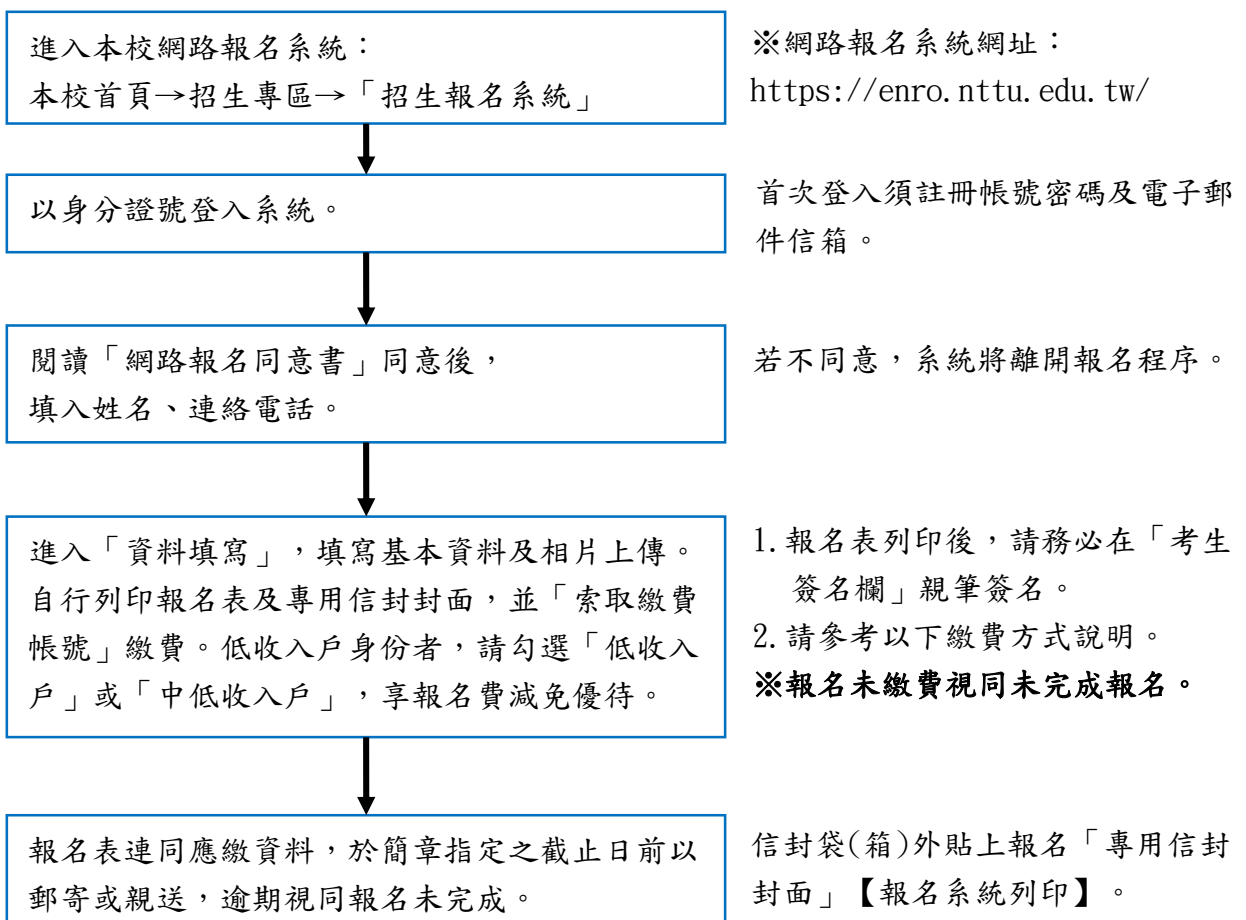 進入本校網路報名系統：
本校首頁→招生專區→「招生報名系統」
※網路報名系統網址：
https://enro.nttu.edu.tw/
以身分證號登入系統。
首次登入須註冊帳號密碼及電子郵
件信箱。
閱讀「網路報名同意書」同意後，
填入姓名、連絡電話。
若不同意，系統將離開報名程序。
進入「資料填寫」，填寫基本資料及相片上傳。
自行列印報名表及專用信封封面，並「索取繳費
帳號」繳費。低收入戶身份者，請勾選「低收入
戶」或「中低收入戶」，享報名費減免優待。
1.報名表列印後，請務必在「考生
簽名欄」親筆簽名。
2.請參考以下繳費方式說明。
※報名未繳費視同未完成報名。
報名表連同應繳資料，於簡章指定之截止日前以
郵寄或親送，逾期視同報名未完成。
信封袋(箱)外貼上報名「專用信封
封面」【報名系統列印】。